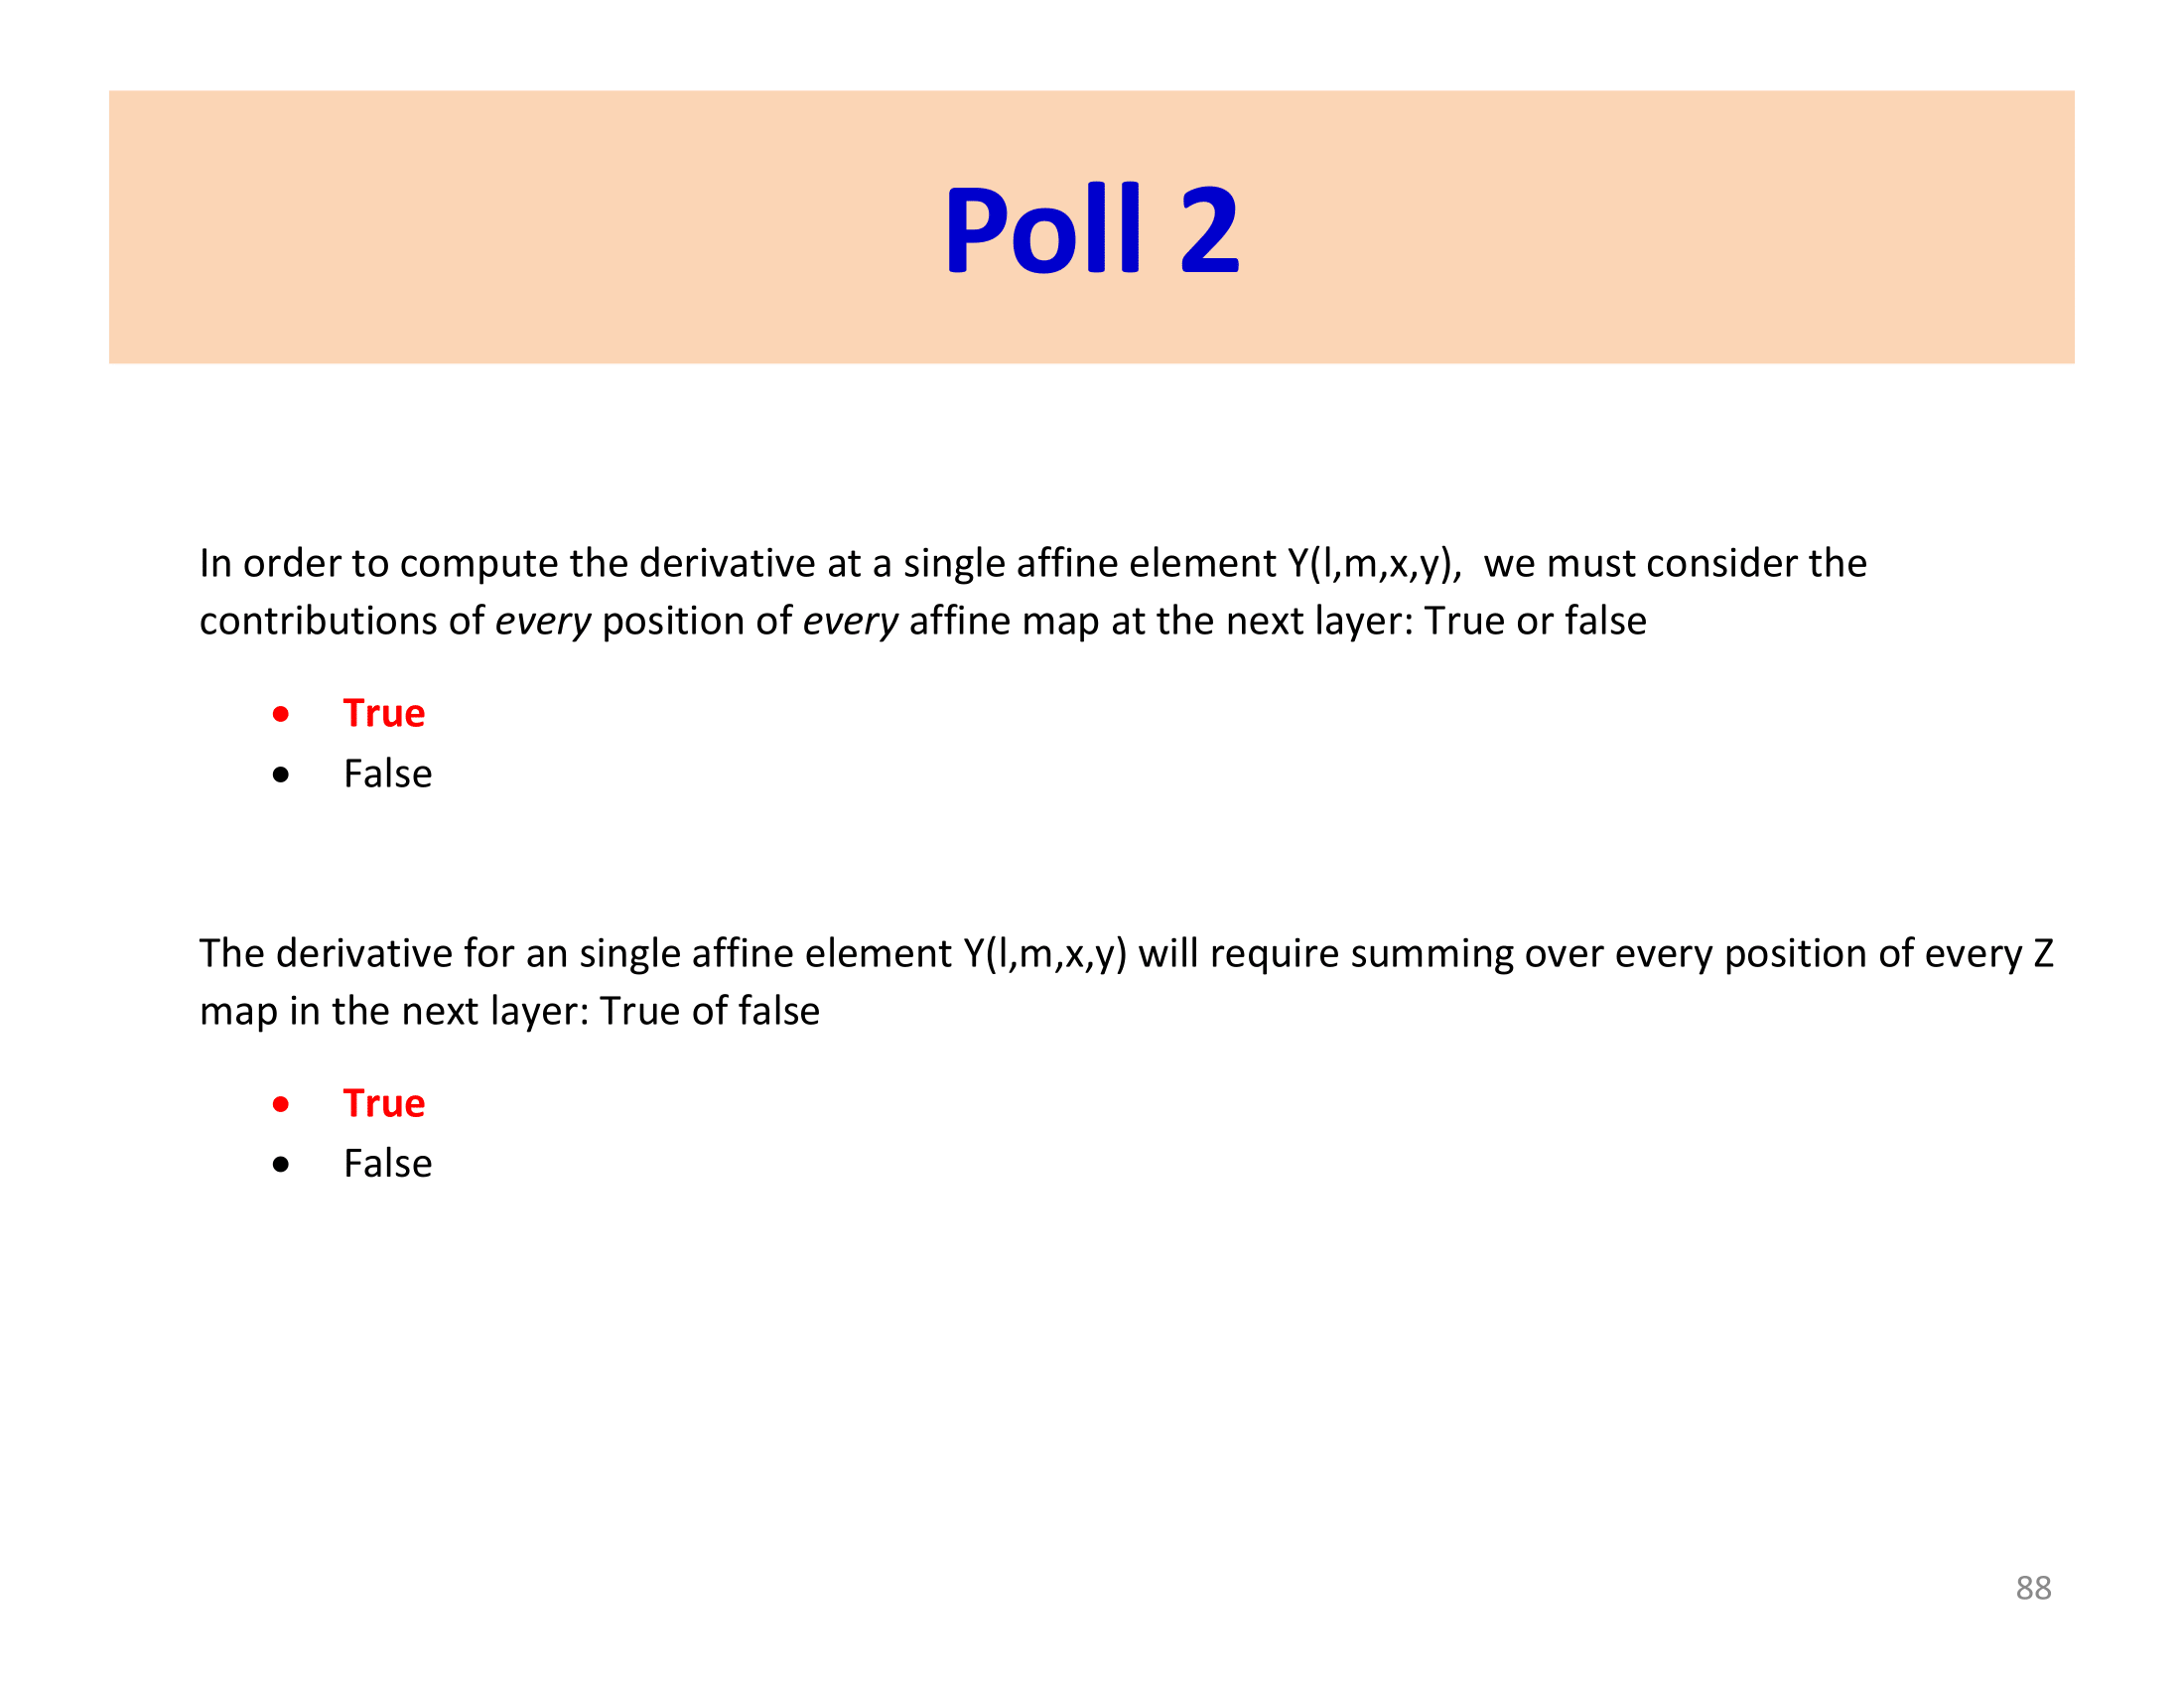 Poll 2
In order to compute the derivative at a single affine element Y(l,m,x,y),  we must consider the
contributions of every position of every affine map at the next layer: True or false
• True
• False
The derivative for an single affine element Y(l,m,x,y) will require summing over every position of every Z
map in the next layer: True of false
• True
• False
88